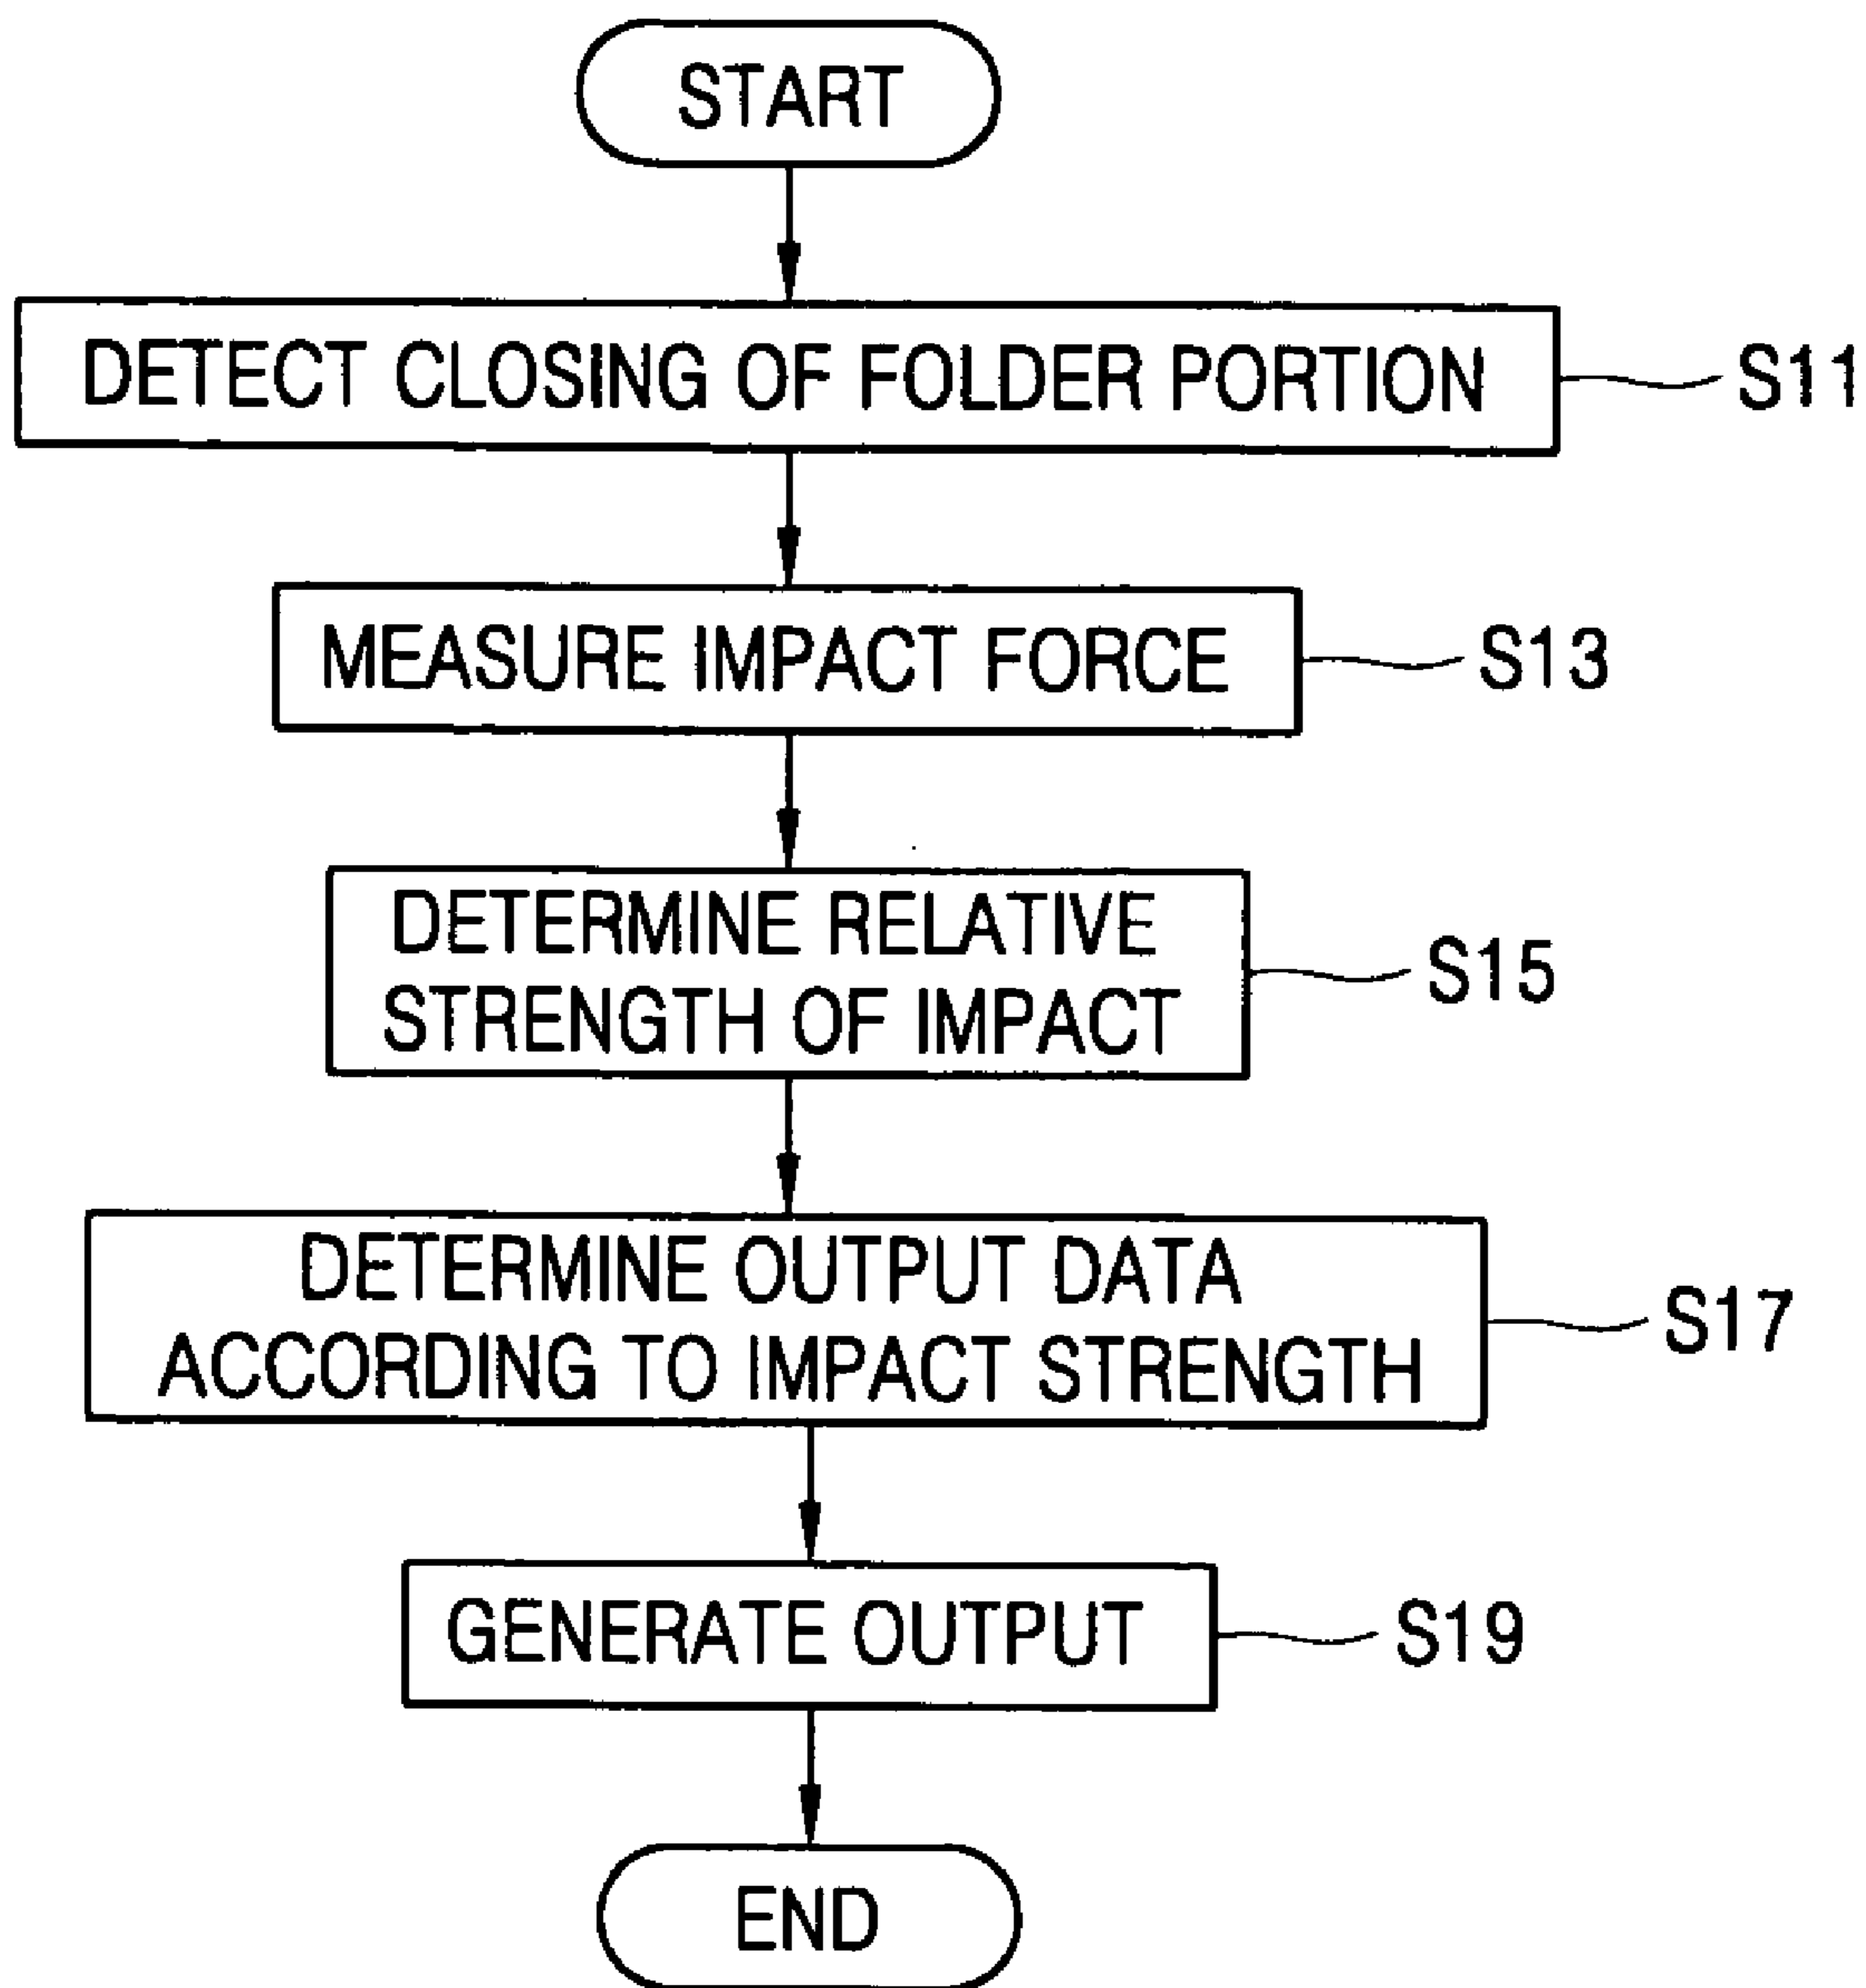 START
DETECT CLOSING OF FOLDER PORTION
S11
MEASURE IMPACT FORCE
S13
DETERMINE RELATIVE
STRENGTH OF IMPACT
S15
DETERMINE OUTPUT DATA
ACCORDING TO IMPACT STRENGTH
S17
GENERATE OUTPUT
S19
END